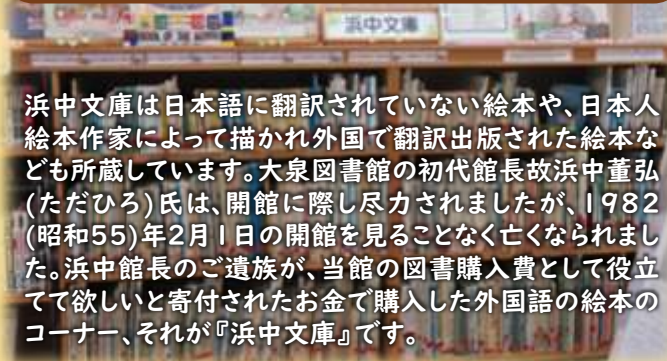 浜中文庫
浜中文庫は日本語に翻訳されていない絵本や、日本人
絵本作家によって描かれ外国で翻訳出版された絵本な
ども所蔵しています。大泉図書館の初代館長故浜中董弘
(ただひろ)氏は、開館に際し尽力されましたが、1982
(昭和55)年2月1日の開館を見ることなく亡くなられまし
た。浜中館長のご遺族が、当館の図書購入費として役立
てて欲しいと寄付されたお金で購入した外国語の絵本の
コーナー、それが『浜中文庫』です。